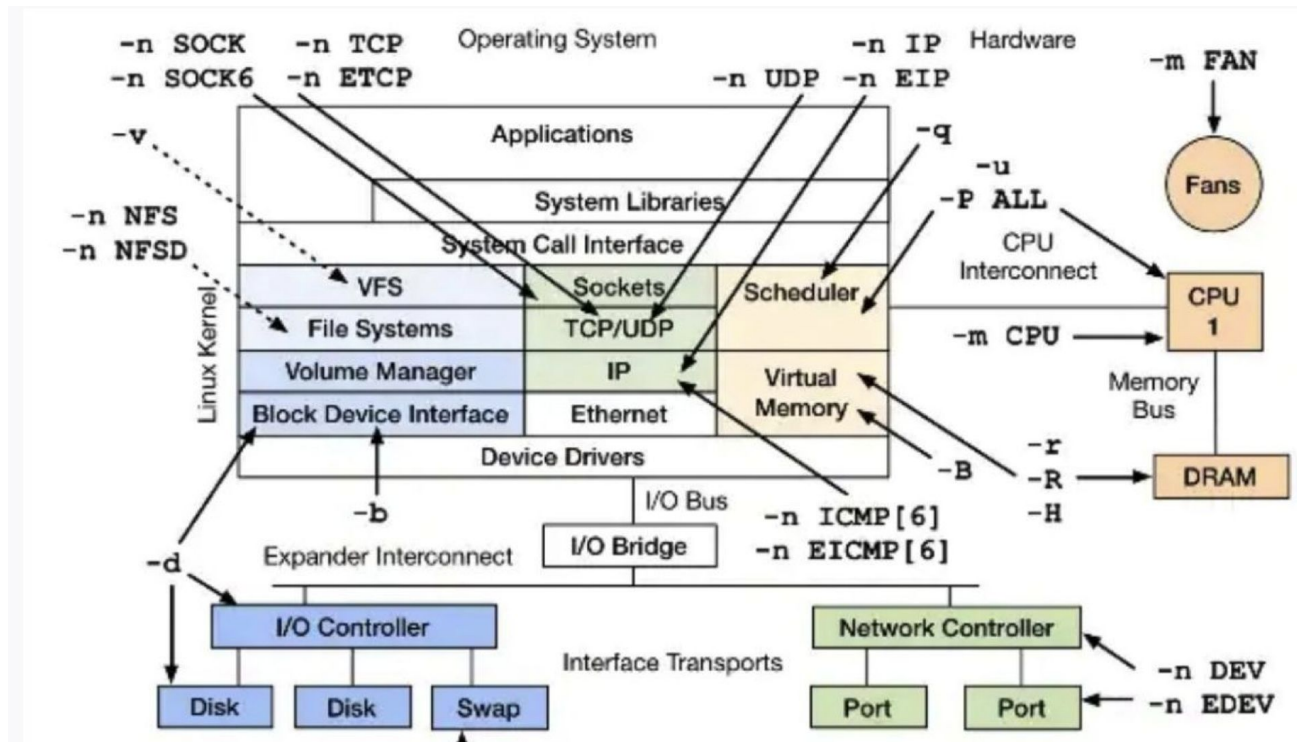 -n SOCK
-n SOCK6
-n TCP
-n ETCP
Operating System
-n UDP
-n IP
-n EIP
Hardware
-m FAN
Fans
-v
-n NFS
-n NFSD
Applications
System Libraries
System Call Interface
-q
-u
-P ALL
CPU
Interconnect
Linux Kernel
VFS
Sockets
Scheduler
File Systems
TCP/UDP
Volume Manager
IP
Virtual
Memory
Block Device Interface
Ethernet
Device Drivers
CPU
1
-m CPU
Memory
Bus
-r
-R
-H
DRAM
-B
-b
I/O Bus
-n ICMP[6]
-n EICMP[6]
I/O Bridge
Expander Interconnect
-d
I/O Controller
Network Controller
Interface Transports
-n DEV
-n EDEV
Disk
Disk
Swap
Port
Port